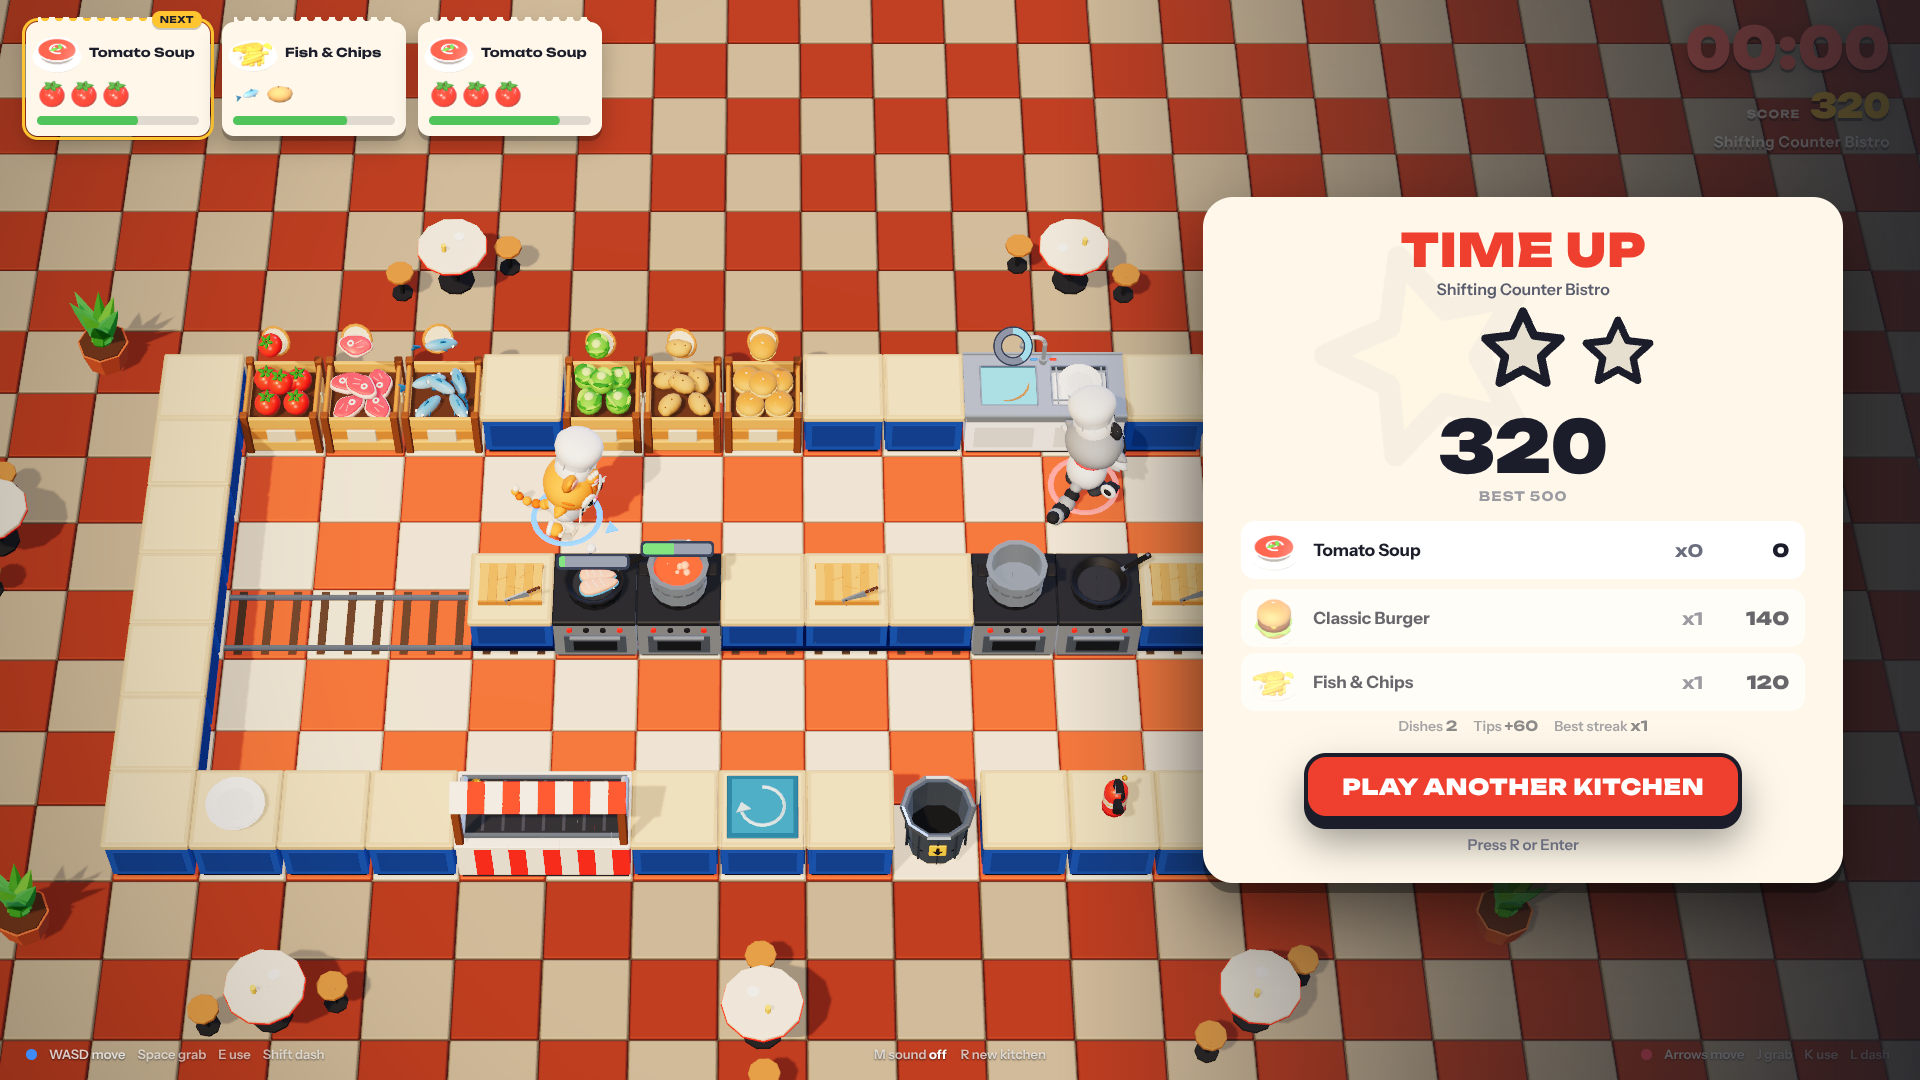 NEXT
Tomato Soup
Fish & Chips
Tomato Soup
00:00
SCORE 320
Shifting Counter Bistro
TIME UP
Shifting Counter Bistro
320
BEST 500
Tomato Soup x0 0
Classic Burger x1 140
Fish & Chips x1 120
Dishes 2 Tips +60 Best streak x1
PLAY ANOTHER KITCHEN
Press R or Enter
WASD move Space grab E use Shift dash
M sound off R new kitchen
Arrows move J grab K use L dash